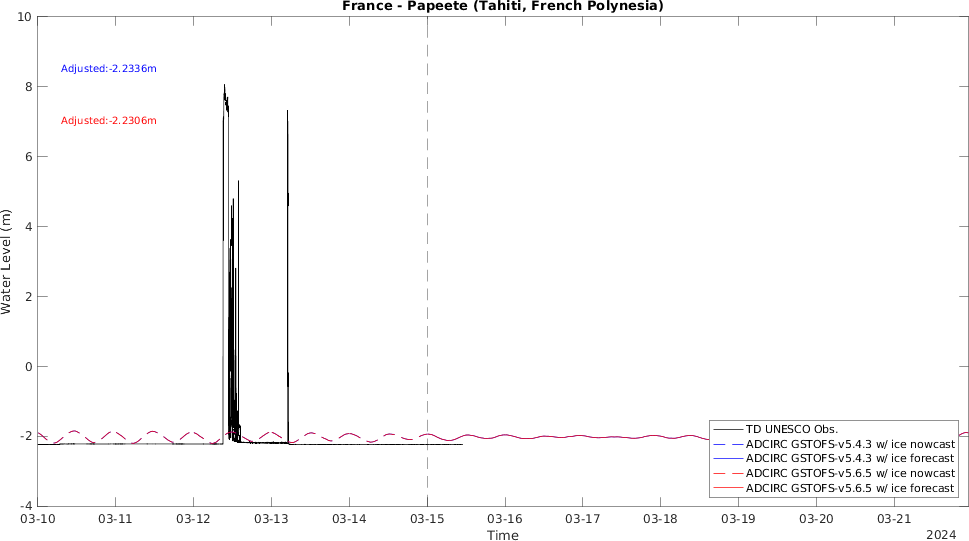 France - Papeete (Tahiti, French Polynesia)
10
8
6
4
2
0
-2
-4
Water Level (m)
Adjusted:-2.2336m
Adjusted:-2.2306m
TD UNESCO Obs.
ADCIRC GSTOFS-v5.4.3 w/ ice nowcast
ADCIRC GSTOFS-v5.4.3 w/ ice forecast
ADCIRC GSTOFS-v5.6.5 w/ ice nowcast
ADCIRC GSTOFS-v5.6.5 w/ ice forecast
03-10 03-11 03-12 03-13 03-14 03-15 03-16 03-17 03-18 03-19 03-20 03-21
Time
2024